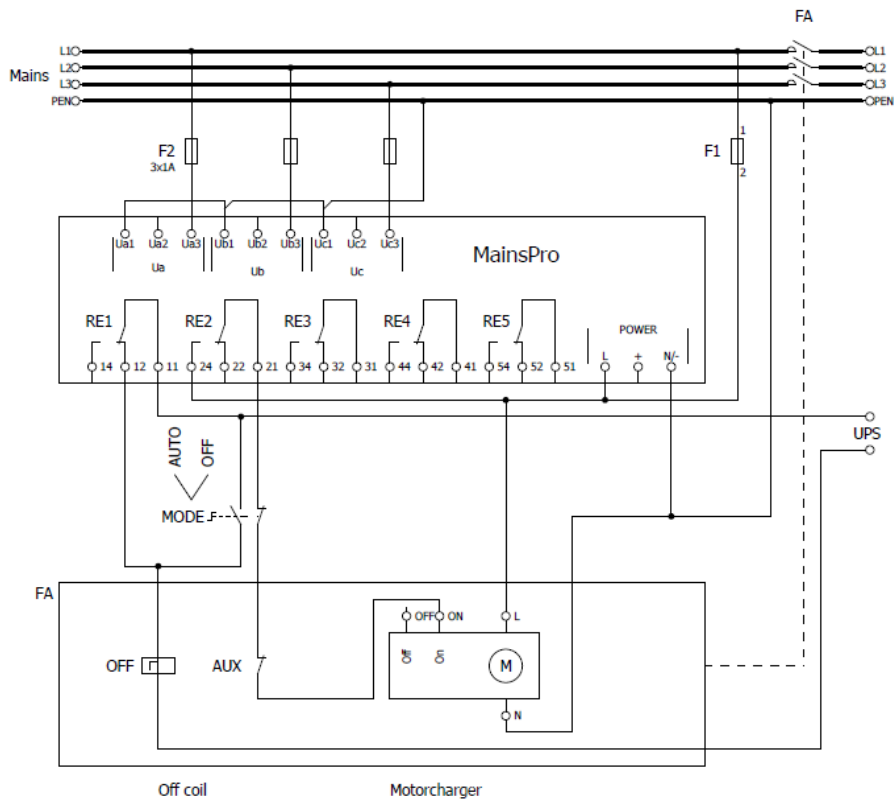 FA
L1 L1
L2 L2
Mains L3 L3
PEN PEN
F2 F1 1
3x1A 2
Ua1 Ua2 Ua3 Ub1 Ub2 Ub3 Uc1 Uc2 Uc3
Ua Ub Uc
MainsPro
RE1 RE2 RE3 RE4 RE5 POWER
L + N/-
14 12 11 24 22 21 34 32 31 44 42 41 54 52 51
UPS
AUTO OFF
MODE
FA
OFF ON L
Off On M
OFF AUX
N
Off coil Motorcharger